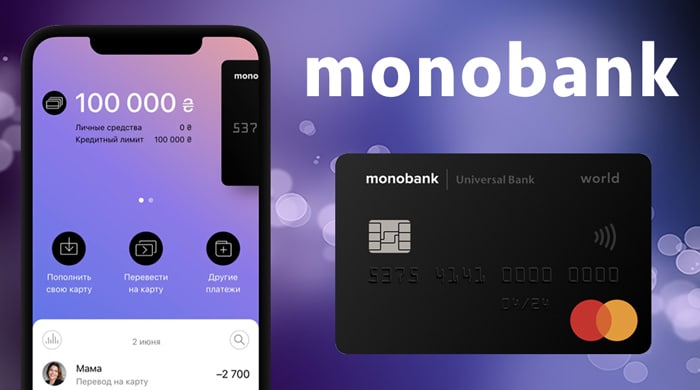 monobank
100 000 ₴
Личные средства 0 ₴
Кредитный лимит 100 000 ₴
mono
537
Пополнить
свою карту
Перевести
на карту
Другие
платежи
2 июня
Мама
Перевод на карту
–2 700
monobank | Universal Bank
world
5375 4141 0000 0000
04/24